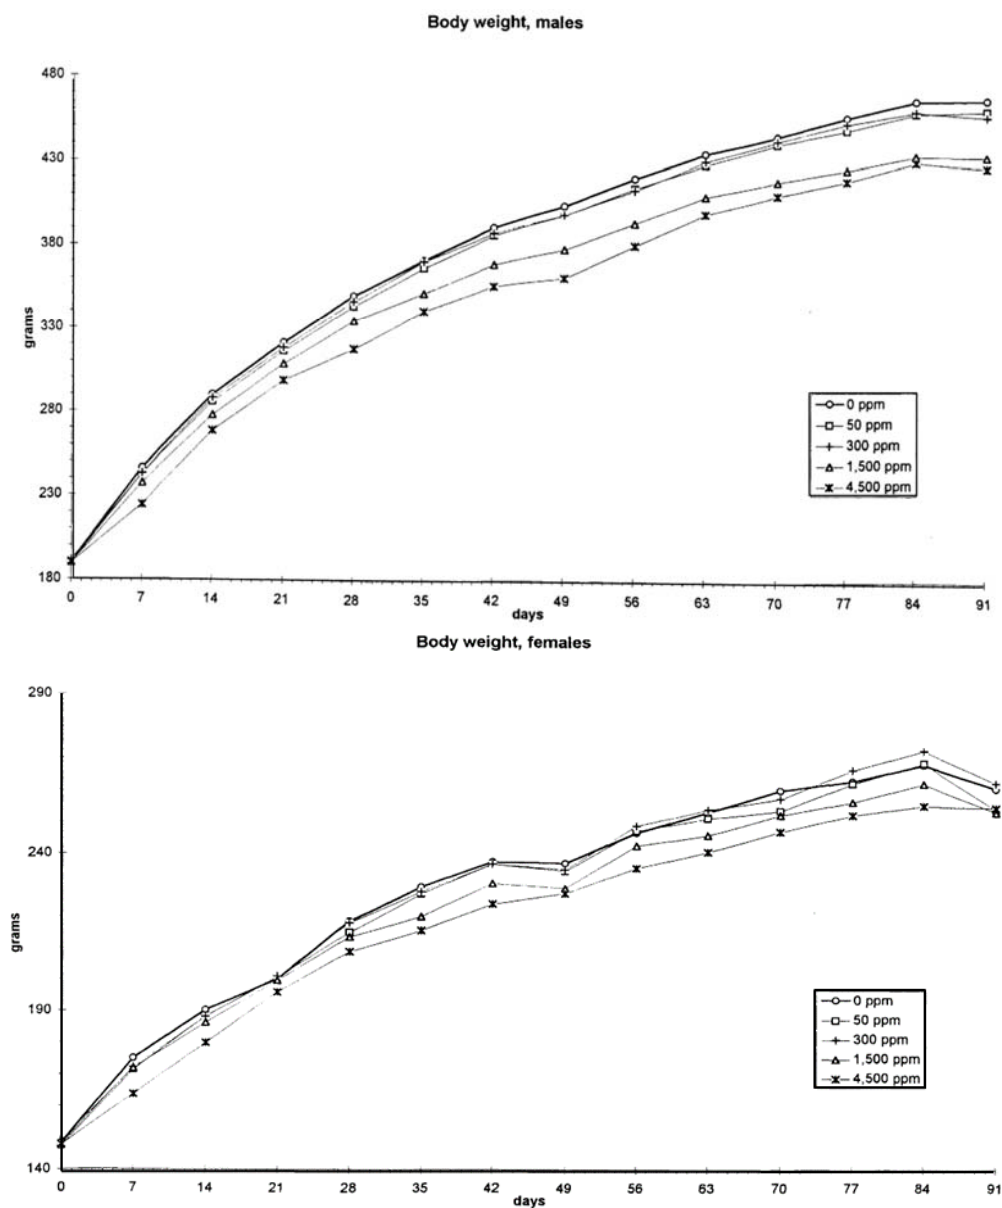 Body weight, males
480
430
380
330
280
230
180
grams
0 ppm
50 ppm
300 ppm
1,500 ppm
4,500 ppm
0 7 14 21 28 35 42 49 56 63 70 77 84 91
days
Body weight, females
290
240
190
140
grams
0 ppm
50 ppm
300 ppm
1,500 ppm
4,500 ppm
0 7 14 21 28 35 42 49 56 63 70 77 84 91
days